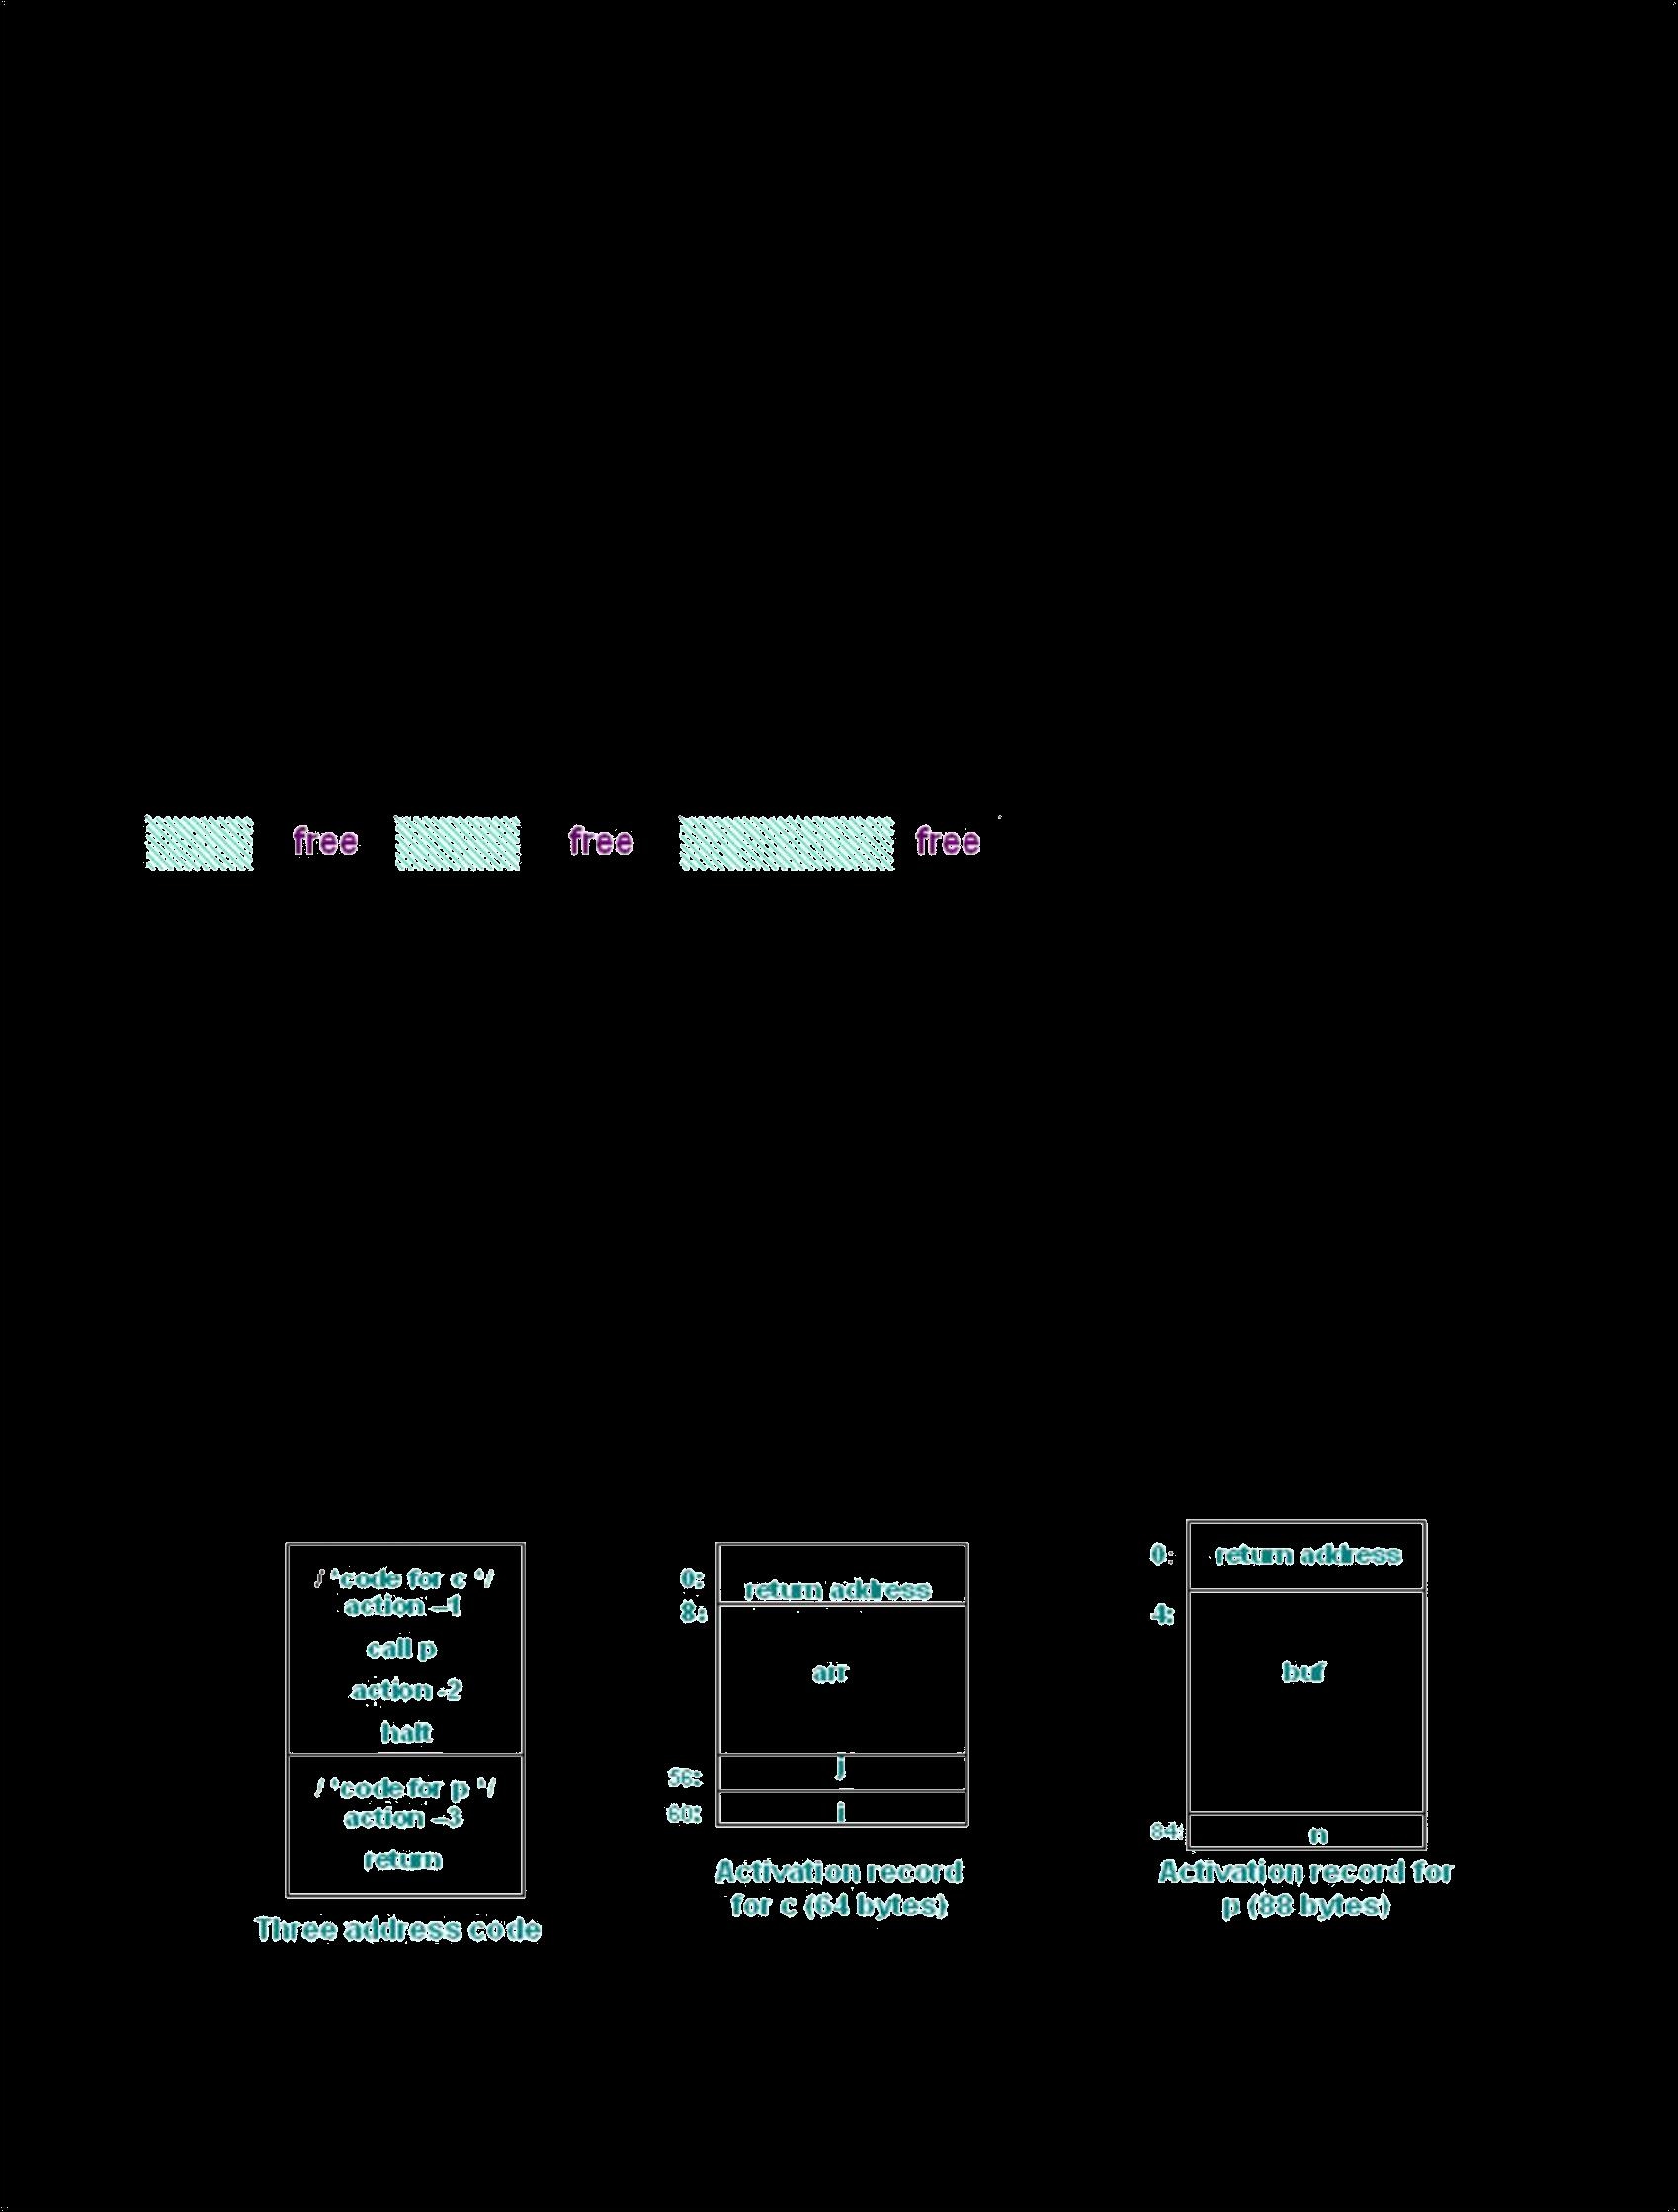 free free free
/ *code for c */
action –1
call p
action -2
halt
/ *code for p */
action –3
return
Three address code
0: return address
8:
arr
56: j
60: i
Activation record
for c (64 bytes)
0: return address
4:
buf
84: n
Activation record for
p (88 bytes)